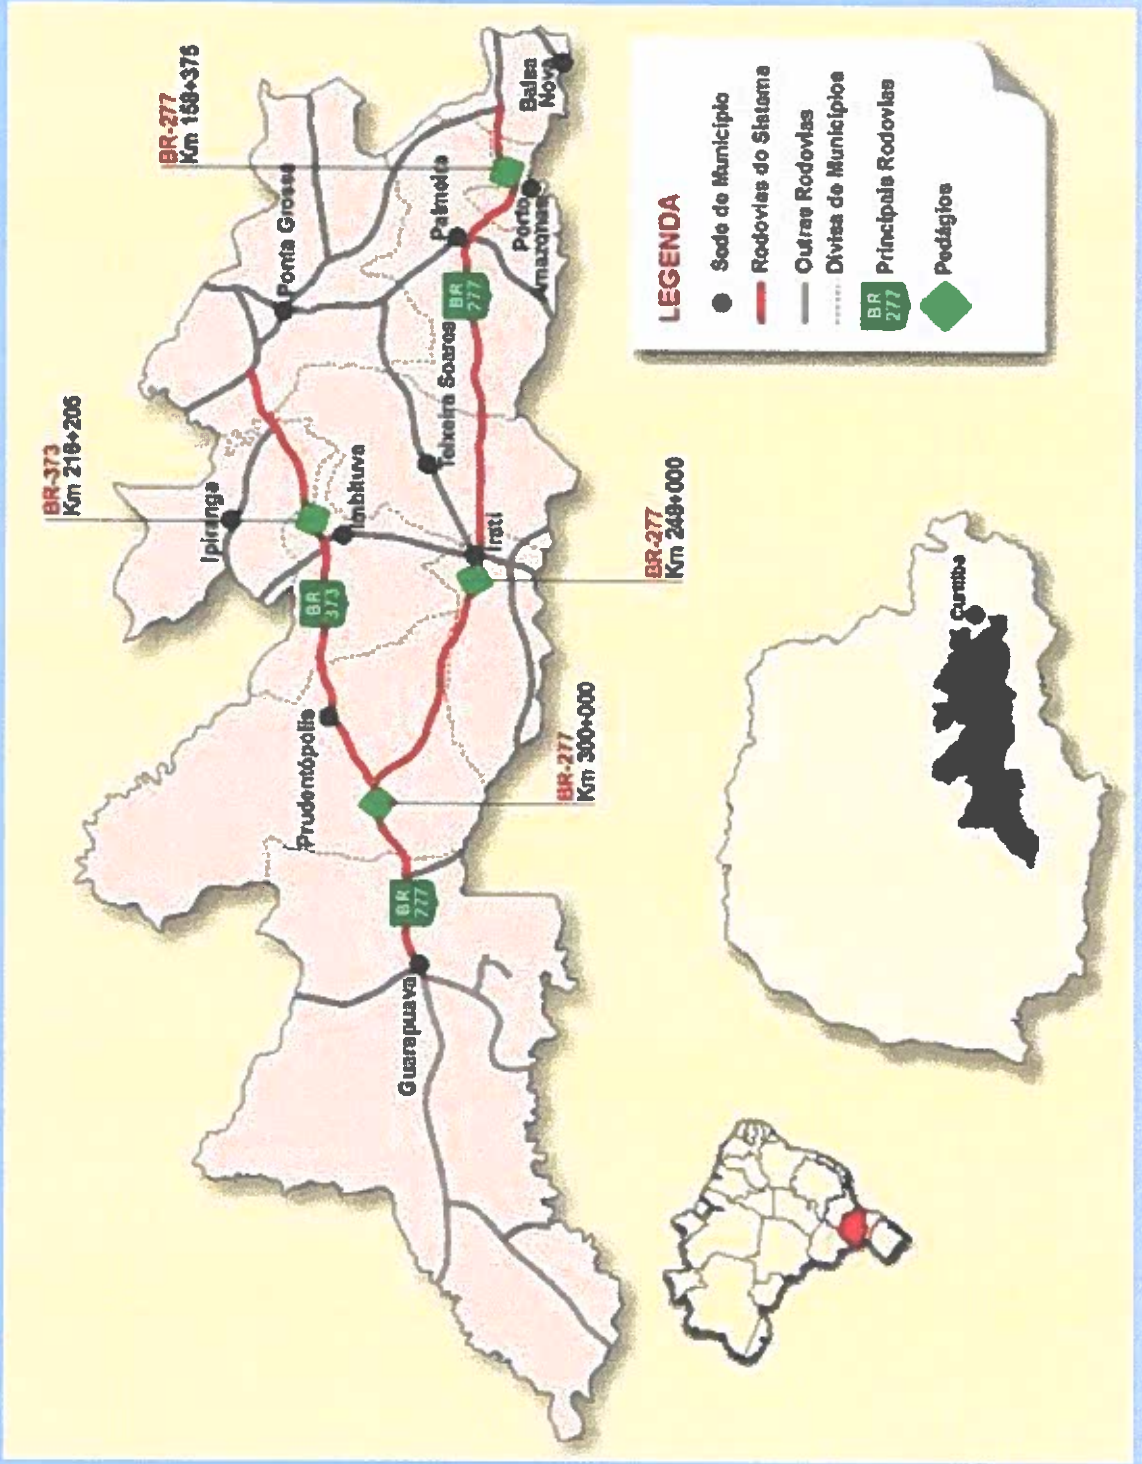 BR-373
Km 216+205
BR-277
Km 158+375
Ipiranga
Ponta Grossa
Prudentópolis
BR
373
Imbituva
Palmeira
Balsa
Nova
Guarapuava
BR
277
Irati
Teixeira Soares
BR
277
Porto
Amazonas
BR-277
Km 300+000
BR-277
Km 249+000
LEGENDA
Sede de Município
Rodovias do Sistema
Outras Rodovias
Divisa de Municípios
BR
277
Principais Rodovias
Pedágios
Curitiba